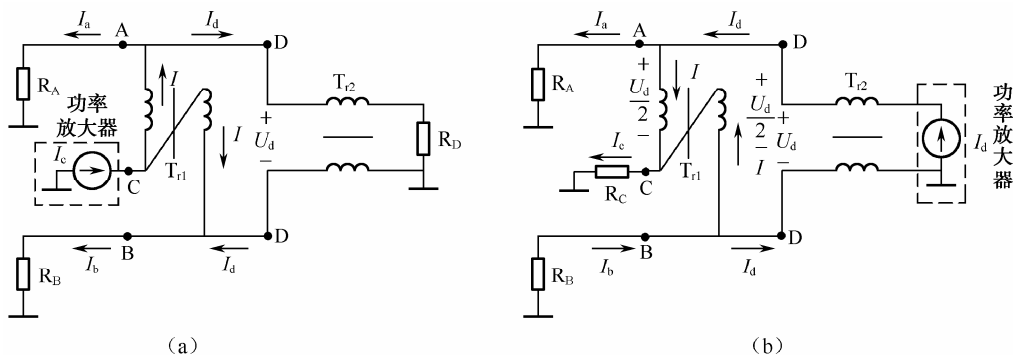 Ia
A
Id
D
RA
功率
放大器
I
Tr2
Ic
C
Tr1
I
+
Ud
−
RD
D
B
Ib
Id
RB
(a)
Ia
A
Id
D
RA
+
Ud
2
−
I
Tr2
+
Ud
2
−
I
+
Ud
−
Id
功率放大器
Ic
C
RC
Tr1
D
B
Ib
Id
RB
(b)